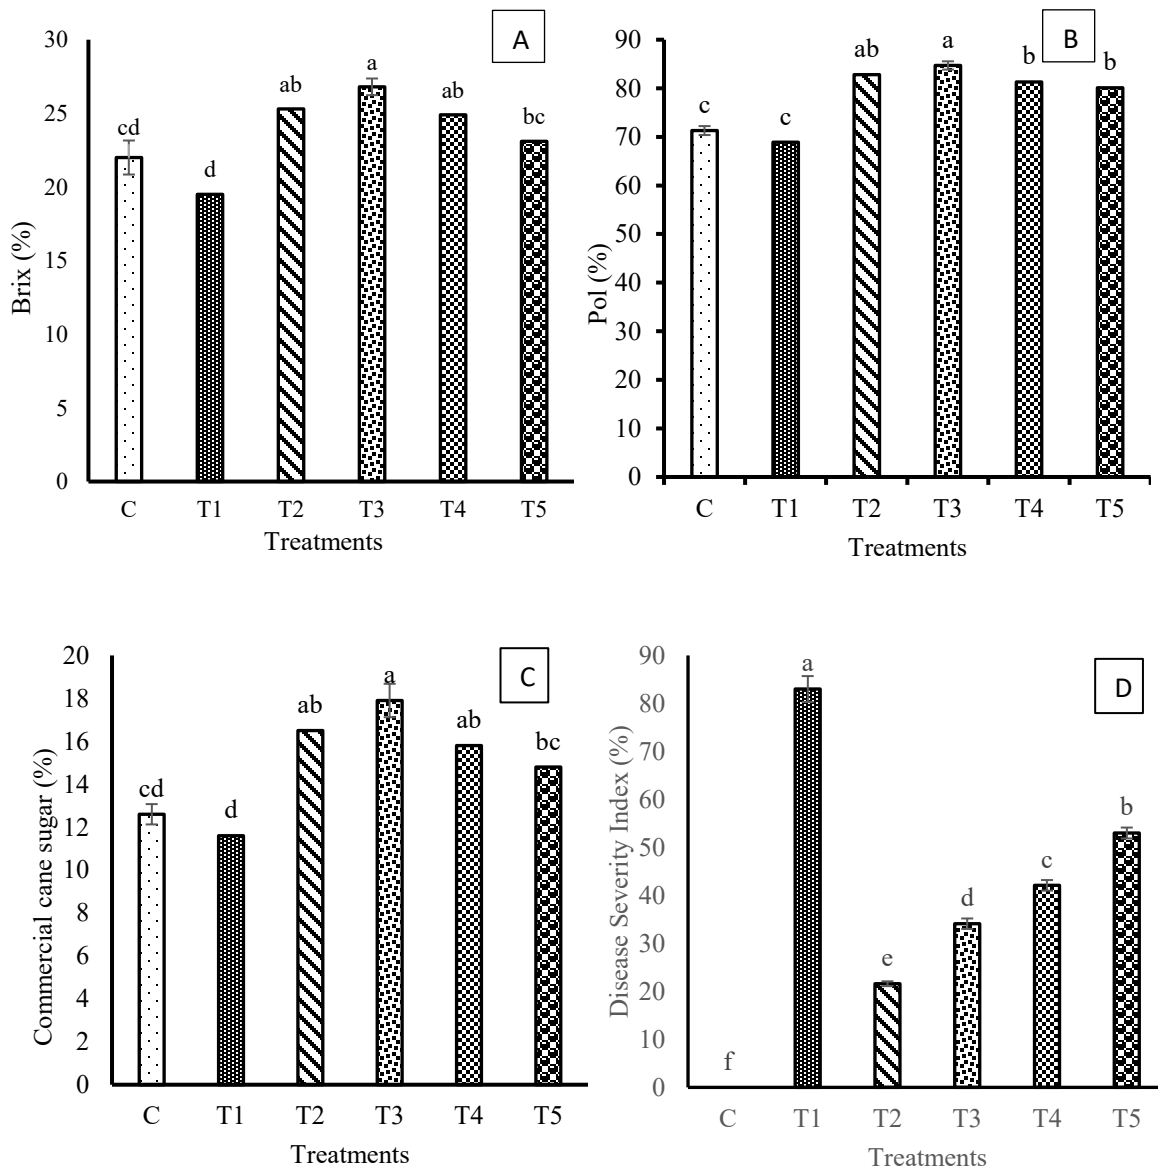 A
30
25
20
15
10
5
0
Brix (%)
cd
d
ab
a
ab
bc
C T1 T2 T3 T4 T5
Treatments
B
90
80
70
60
50
40
30
20
10
0
Pol (%)
c
c
ab
a
b
b
C T1 T2 T3 T4 T5
Treatments
C
20
18
16
14
12
10
8
6
4
2
0
Commercial cane sugar (%)
cd
d
ab
a
ab
bc
C T1 T2 T3 T4 T5
Treatments
D
90
80
70
60
50
40
30
20
10
0
Disease Severity Index (%)
f
a
e
d
c
b
C T1 T2 T3 T4 T5
Treatments